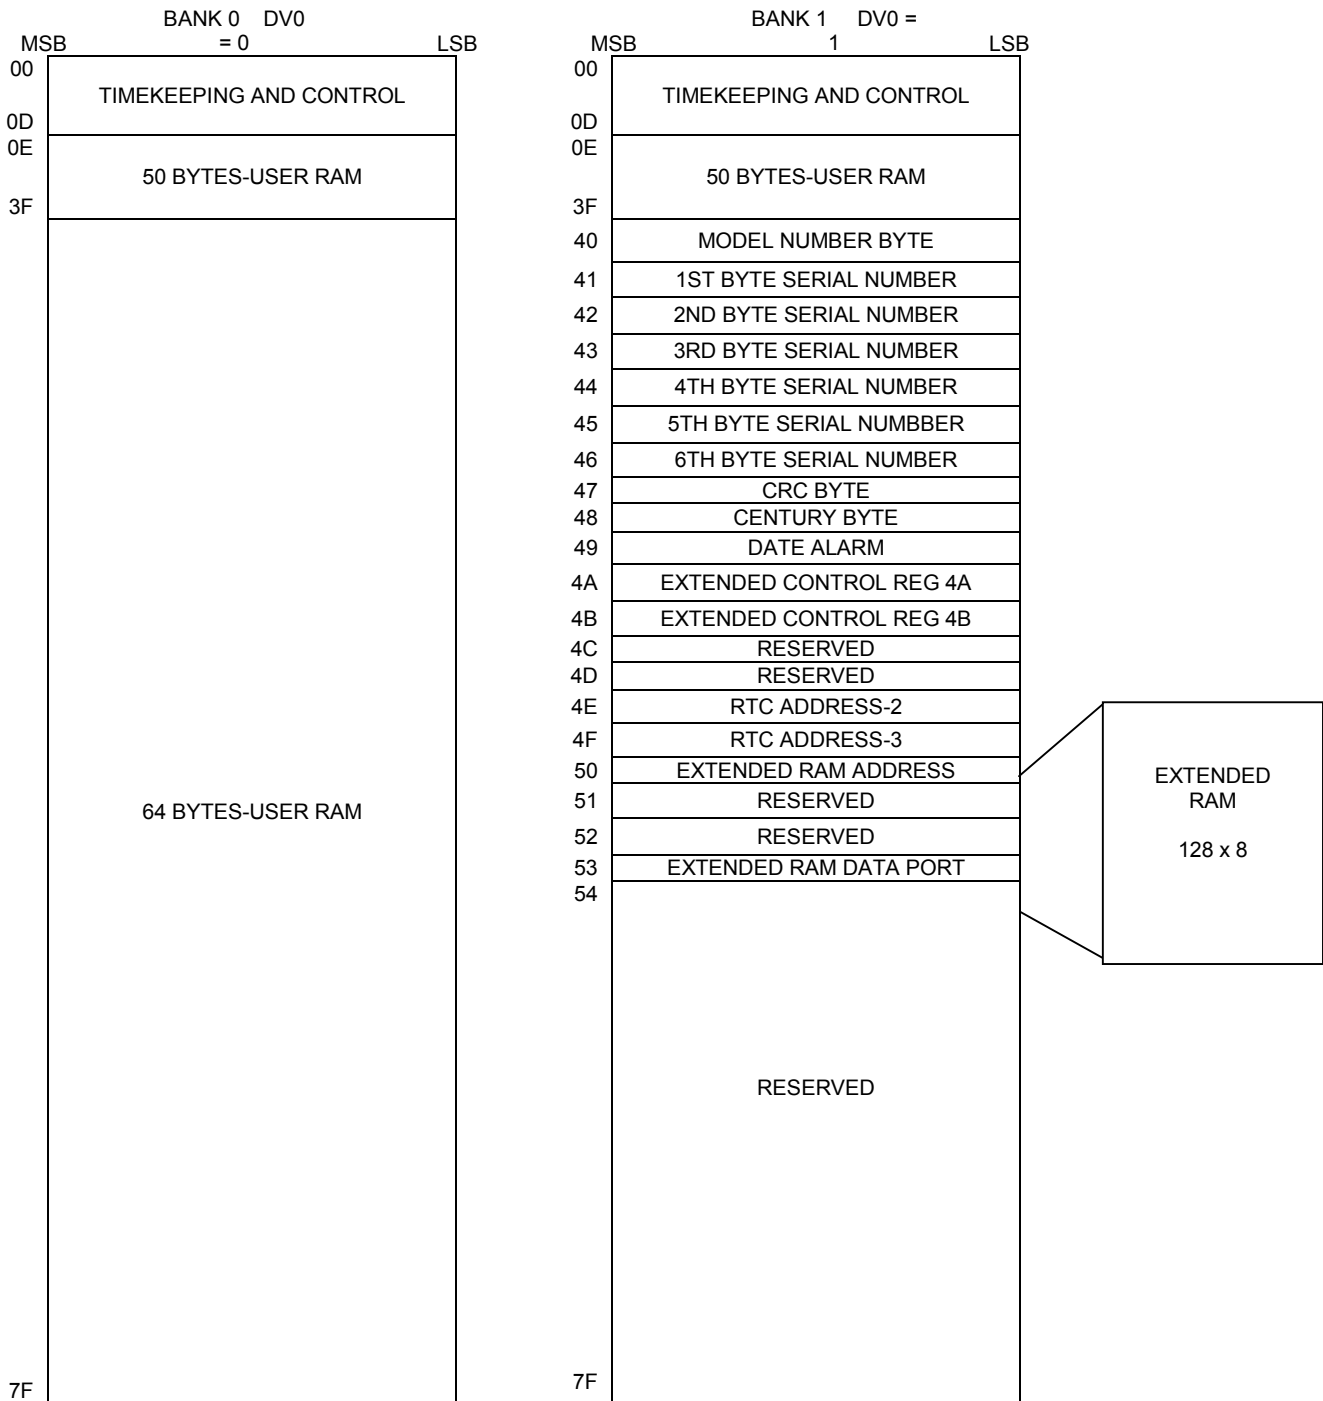 BANK 0 DV0
= 0
MSB LSB
00
TIMEKEEPING AND CONTROL
0D
0E
50 BYTES-USER RAM
3F
64 BYTES-USER RAM
7F
BANK 1 DV0 =
1
MSB LSB
00
TIMEKEEPING AND CONTROL
0D
0E
50 BYTES-USER RAM
3F
40 MODEL NUMBER BYTE
41 1ST BYTE SERIAL NUMBER
42 2ND BYTE SERIAL NUMBER
43 3RD BYTE SERIAL NUMBER
44 4TH BYTE SERIAL NUMBER
45 5TH BYTE SERIAL NUMBBER
46 6TH BYTE SERIAL NUMBER
47 CRC BYTE
48 CENTURY BYTE
49 DATE ALARM
4A EXTENDED CONTROL REG 4A
4B EXTENDED CONTROL REG 4B
4C RESERVED
4D RESERVED
4E RTC ADDRESS-2
4F RTC ADDRESS-3
50 EXTENDED RAM ADDRESS
51 RESERVED
52 RESERVED
53 EXTENDED RAM DATA PORT
54
RESERVED
7F
EXTENDED
RAM
128 x 8